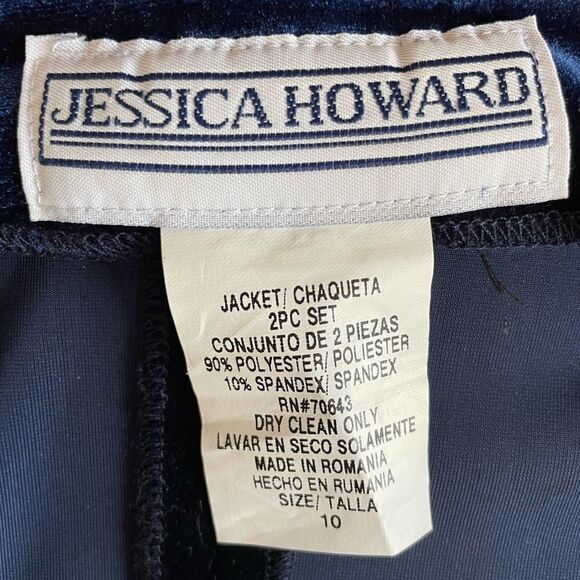 JESSICA HOWARD
JACKET/ CHAQUETA
2PC SET
CONJUNTO DE 2 PIEZAS
90% POLYESTER/ POLIESTER
10% SPANDEX/ SPANDEX
RN#70643
DRY CLEAN ONLY
LAVAR EN SECO SOLAMENTE
MADE IN ROMANIA
HECHO EN RUMANIA
SIZE/ TALLA
10